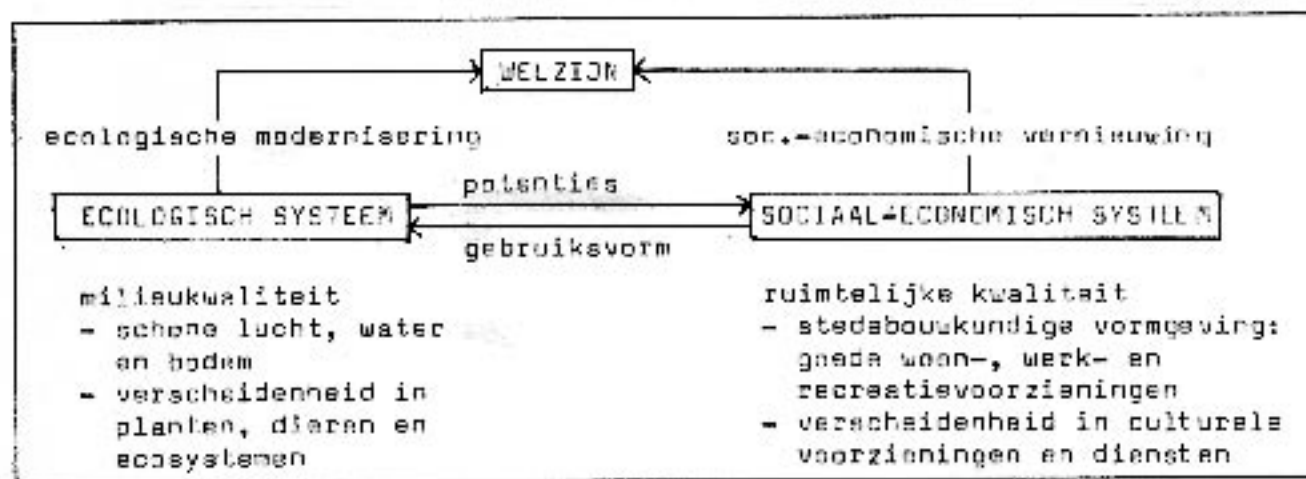 WELZIJN
ecologische modernisering
soc.-economische vernieuwing
potenties
ECOLOGISCH SYSTEEM
SOCIAAL-ECONOMISCH SYSTEEM
gebruiksvorm
milieukwaliteit
- schone lucht, water
en bodem
- verscheidenheid in
planten, dieren en
ecosystemen
ruimtelijke kwaliteit
- stedebouwkundige vormgeving:
goede woon-, werk- en
recreatievoorzieningen
- verscheidenheid in culturele
voorzieningen en diensten